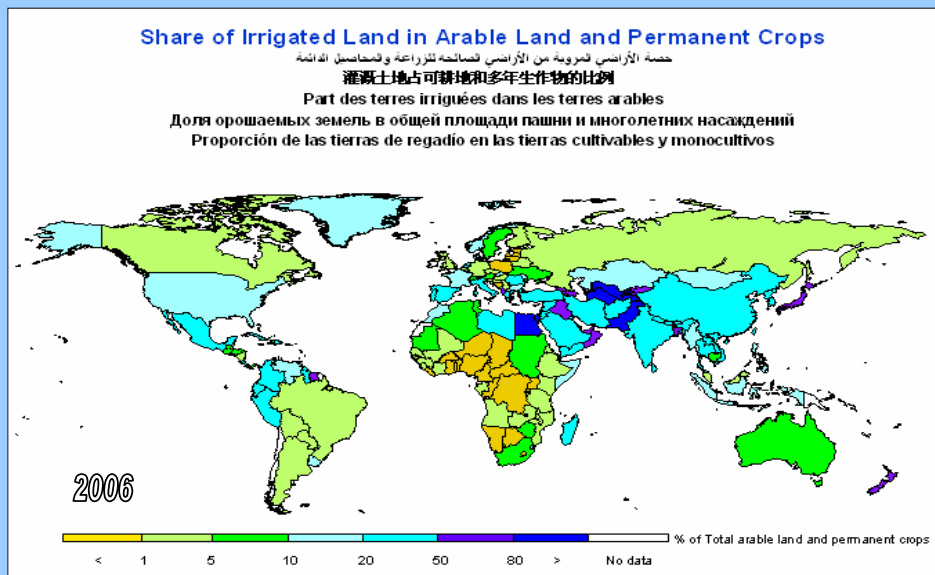 Share of Irrigated Land in Arable Land and Permanent Crops
حصة الأراضي المروية من الأراضي الصالحة للزراعة والمحاصيل الدائمة
灌溉土地占可耕地和多年生作物的比例
Part des terres irriguées dans les terres arables
Доля орошаемых земель в общей площади пашни и многолетних насаждений
Proporción de las tierras de regadío en las tierras cultivables y monocultivos
2006
% of Total arable land and permanent crops
< 1 5 10 20 50 80 > No data